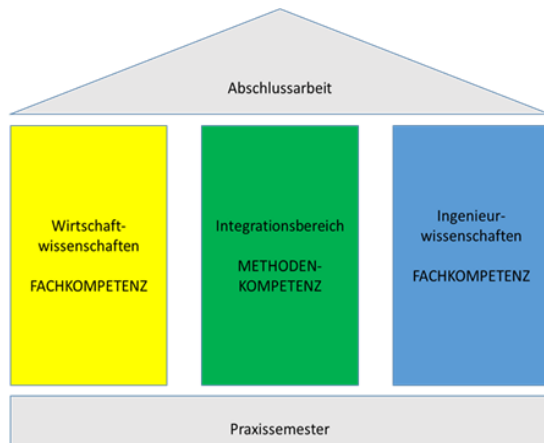 Abschlussarbeit
Wirtschaft-
wissenschaften
FACHKOMPETENZ
Integrationsbereich
METHODEN-
KOMPETENZ
Ingenieur-
wissenschaften
FACHKOMPETENZ
Praxissemester